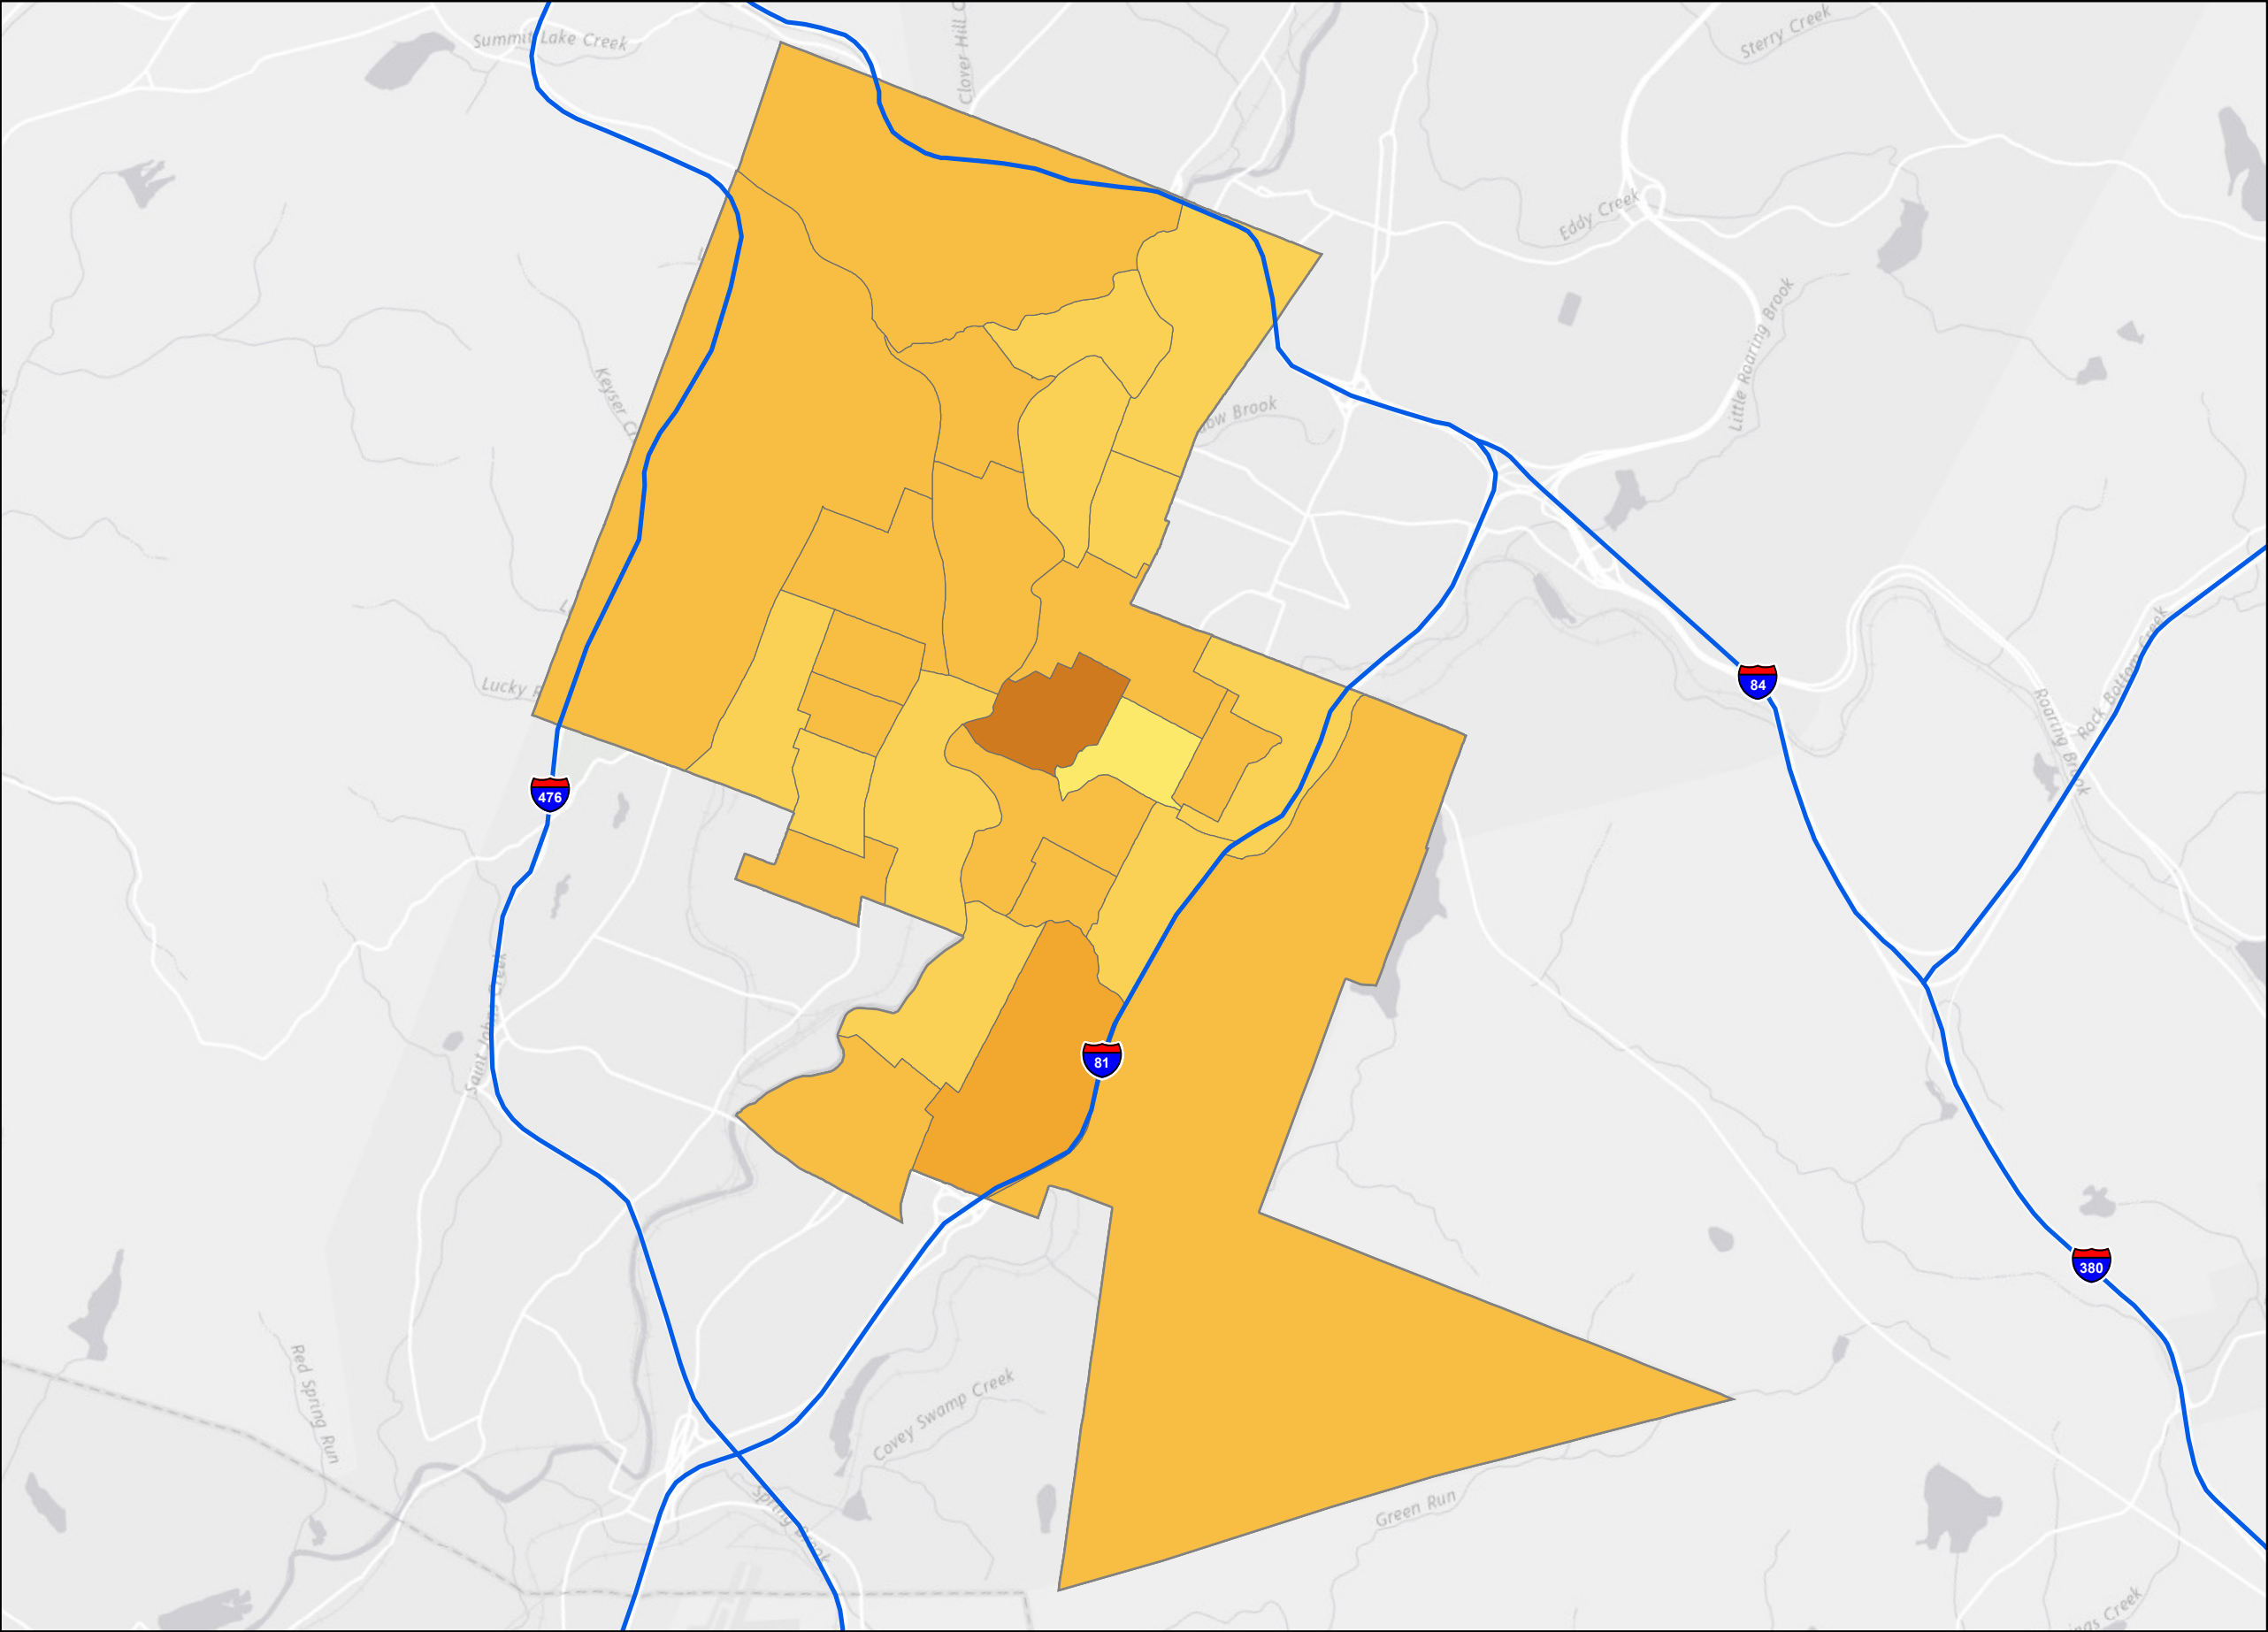 Summit Lake Creek
Clover Hill C
Sterry Creek
Eddy Creek
Little Roaring Brook
Keyser Cr
ow Brook
Lucky R
84
Rock Bottom Creek
Roaring Brook
476
Saint Johns Creek
81
380
Red Spring Run
Covey Swamp Creek
Spring Brook
Green Run
Creek